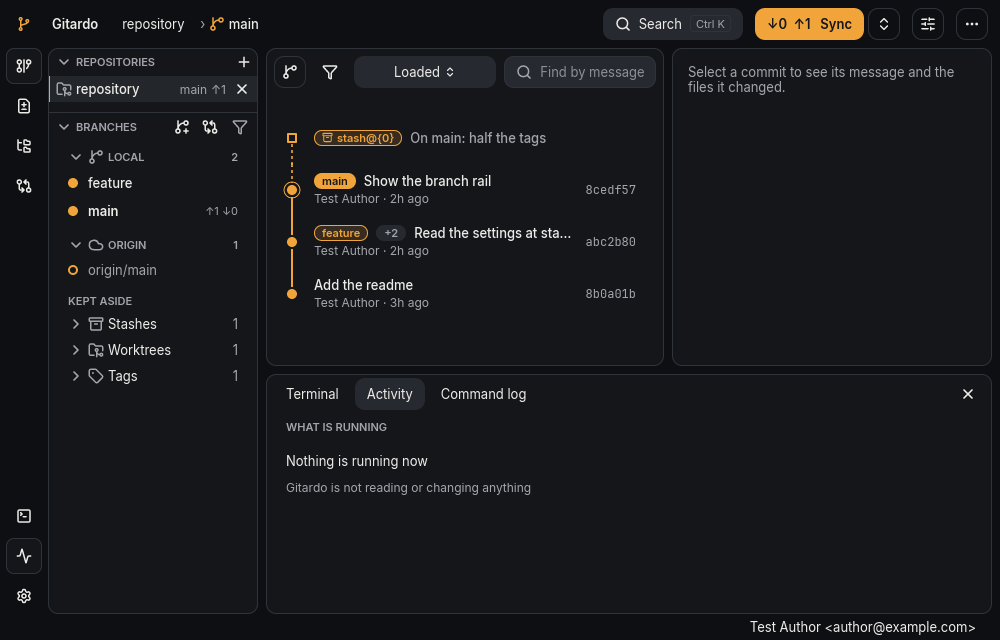 Gitardo repository › main Search Ctrl K ↓0 ↑1 Sync
REPOSITORIES
repository main ↑1
BRANCHES
LOCAL 2
feature
main ↑1 ↓0
ORIGIN 1
origin/main
KEPT ASIDE
Stashes 1
Worktrees 1
Tags 1
Loaded Find by message
stash@{0} On main: half the tags
main Show the branch rail
Test Author · 2h ago 8cedf57
feature +2 Read the settings at sta...
Test Author · 2h ago abc2b80
Add the readme
Test Author · 3h ago 8b0a01b
Select a commit to see its message and the
files it changed.
Terminal Activity Command log
WHAT IS RUNNING
Nothing is running now
Gitardo is not reading or changing anything
Test Author <author@example.com>